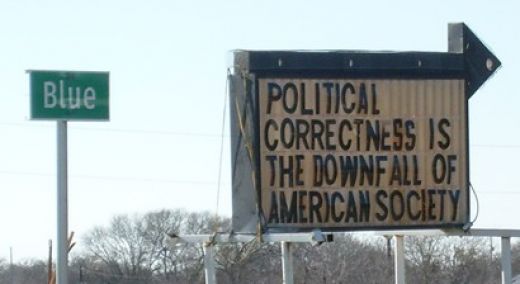 Blue
POLITICAL
CORRECTNESS IS
THE DOWNFALL OF
AMERICAN SOCIETY